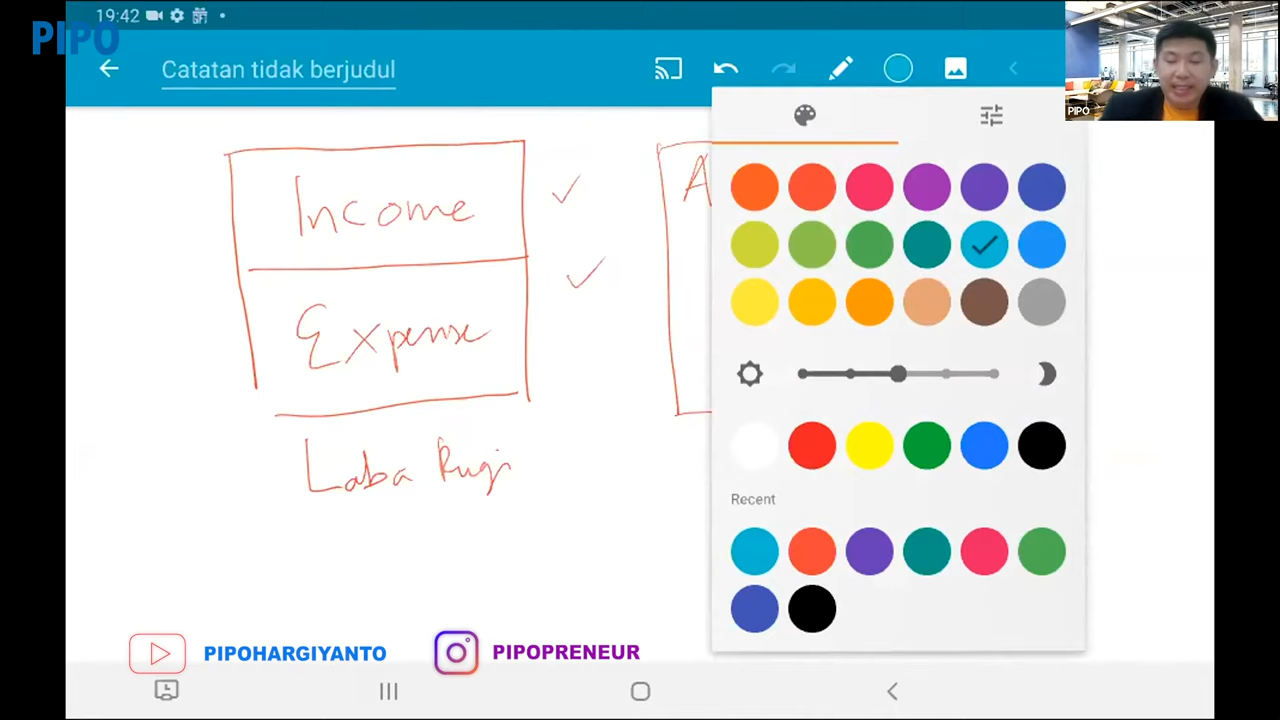 19:42
PIPO
Catatan tidak berjudul
PIPO
Income
A
Expense
Laba Rugi
Recent
PIPOHARGIYANTO
PIPOPRENEUR